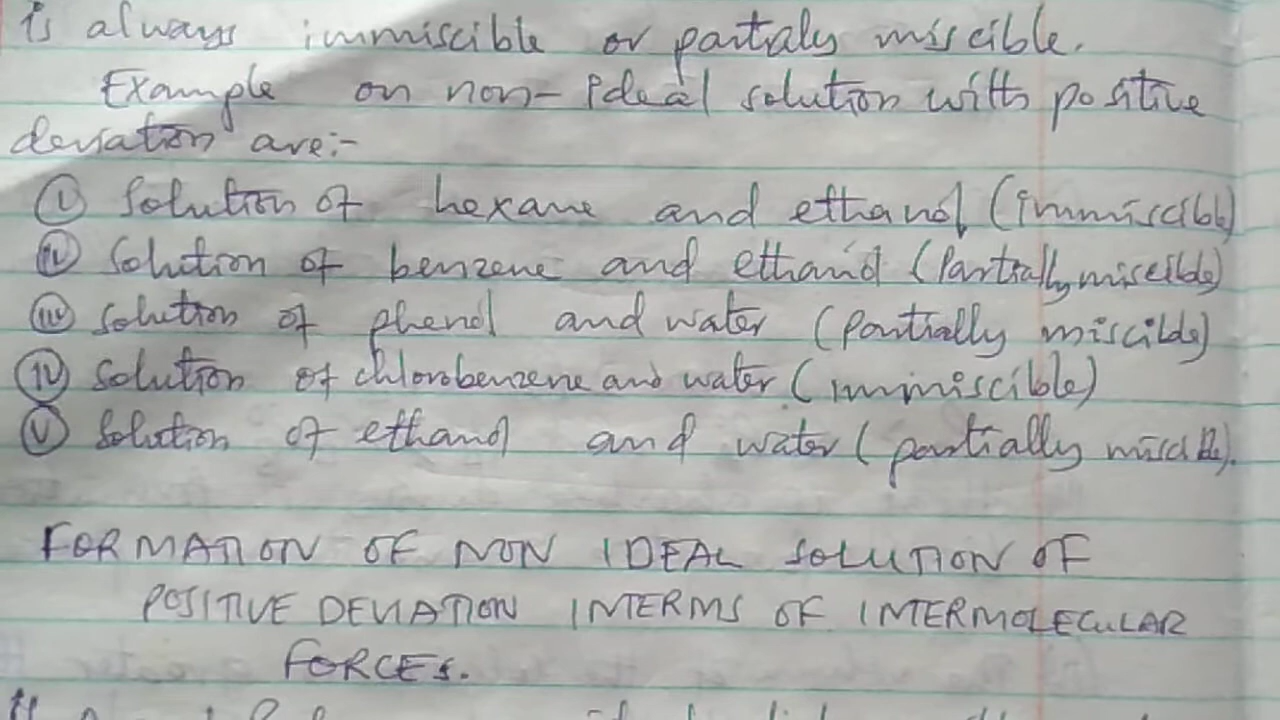 is always immiscible or partialy miscible.
Example on non-ideal solution with positive
deviation are:-
(i) Solution of hexane and ethanol (immiscible)
(ii) Solution of benzene and ethanol (Partially miscible)
(iii) Solution of phenol and water (Partially miscible)
(iv) Solution of chlorobenzene and water (immiscible)
(v) Solution of ethanol and water (partially miscible).
FORMATION OF NON IDEAL SOLUTION OF
POSITIVE DEVIATION INTERMS OF INTERMOLECULAR
FORCES.